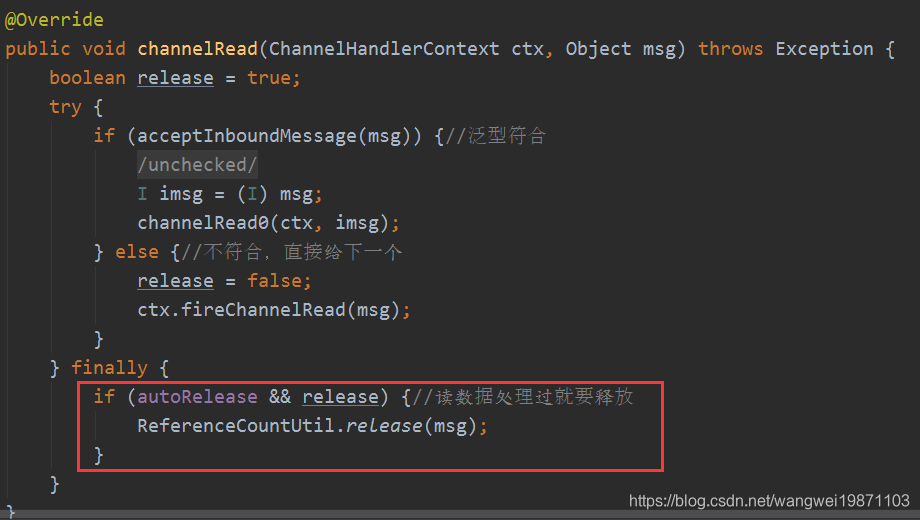 @Override
public void channelRead(ChannelHandlerContext ctx, Object msg) throws Exception {
    boolean release = true;
    try {
        if (acceptInboundMessage(msg)) {//泛型符合
            /unchecked/
            I imsg = (I) msg;
            channelRead0(ctx, imsg);
        } else {//不符合，直接给下一个
            release = false;
            ctx.fireChannelRead(msg);
        }
    } finally {
        if (autoRelease && release) {//读数据处理过就要释放
            ReferenceCountUtil.release(msg);
        }
    }
}
https://blog.csdn.net/wangwei19871103